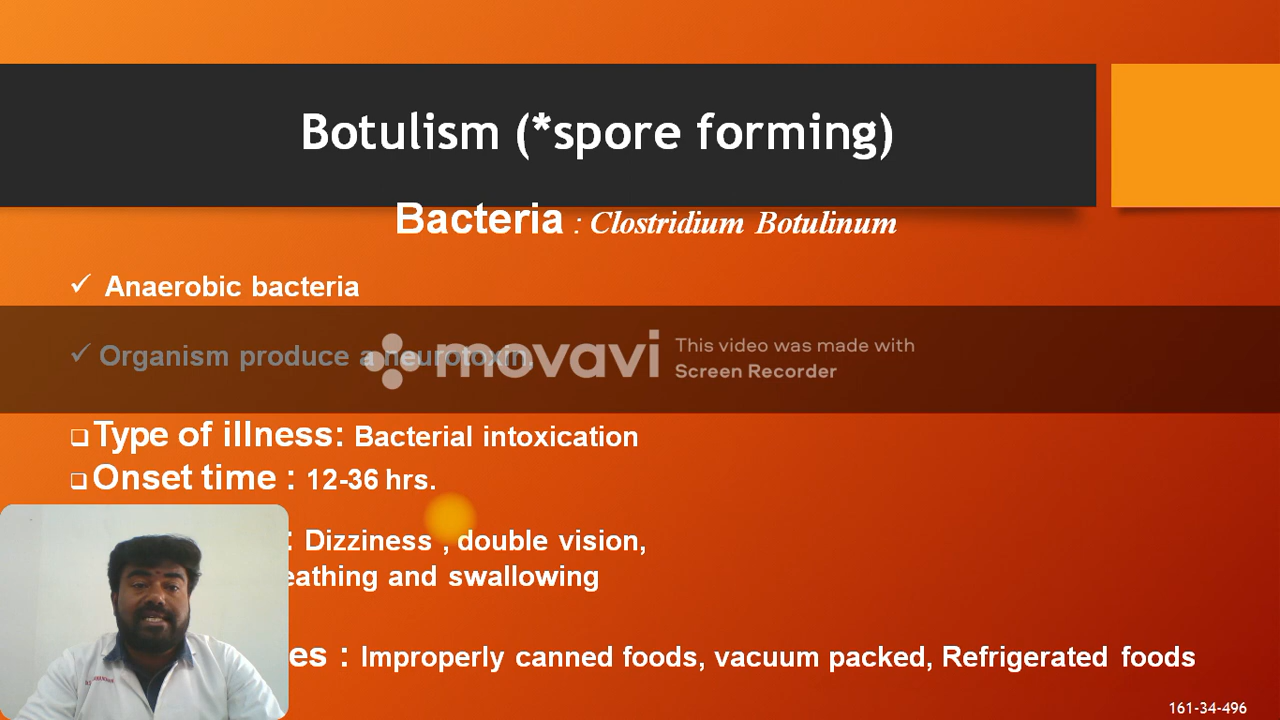 Botulism (*spore forming)
Bacteria : Clostridium Botulinum
✓ Anaerobic bacteria
✓ Organism produce a neurotoxin.
movavi
This video was made with
Screen Recorder
❑Type of illness: Bacterial intoxication
❑Onset time : 12-36 hrs.
: Dizziness , double vision,
eathing and swallowing
es : Improperly canned foods, vacuum packed, Refrigerated foods
161-34-496